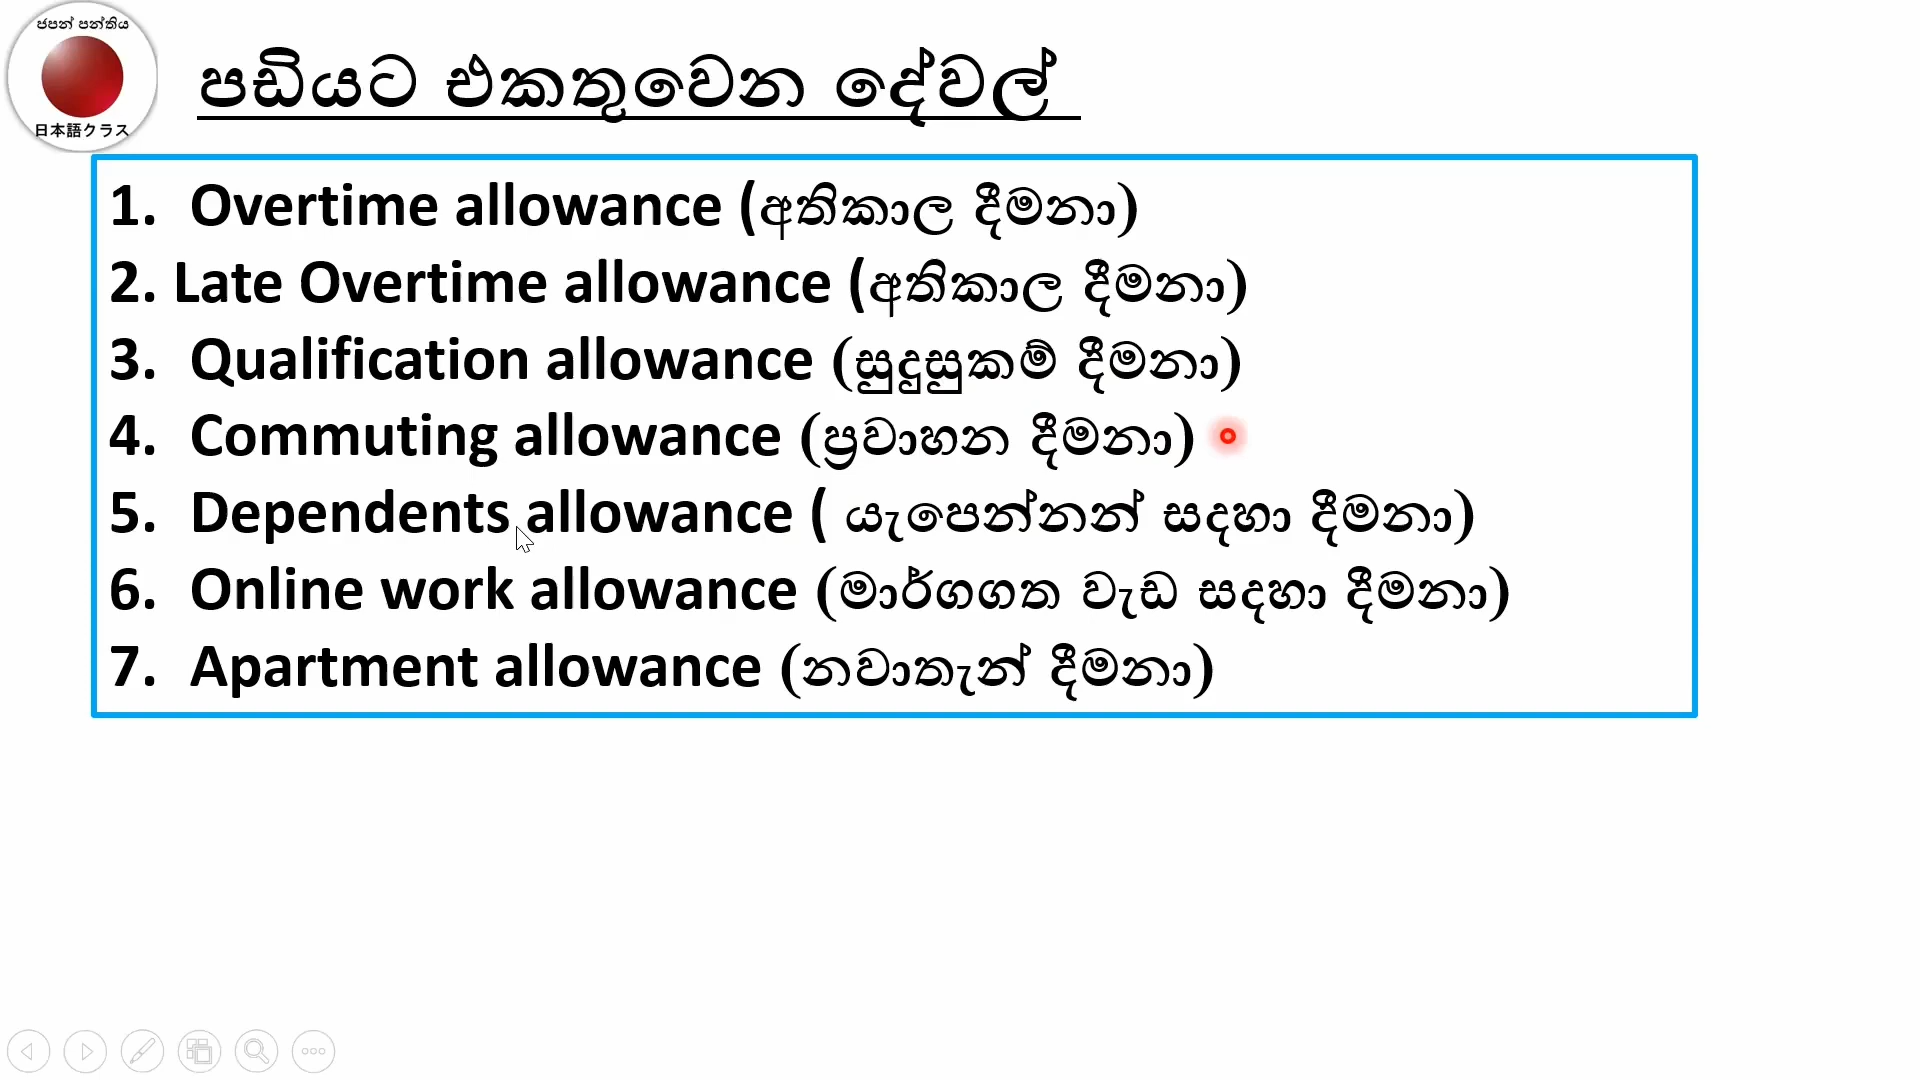 ජපන් පන්තිය
日本語クラス
පඩියට එකතුවෙන දේවල්
1. Overtime allowance (අතිකාල දීමනා)
2. Late Overtime allowance (අතිකාල දීමනා)
3. Qualification allowance (සුදුසුකම් දීමනා)
4. Commuting allowance (ප්‍රවාහන දීමනා)
5. Dependents allowance ( යැපෙන්නන් සදහා දීමනා)
6. Online work allowance (මාර්ගගත වැඩ සදහා දීමනා)
7. Apartment allowance (නවාතැන් දීමනා)